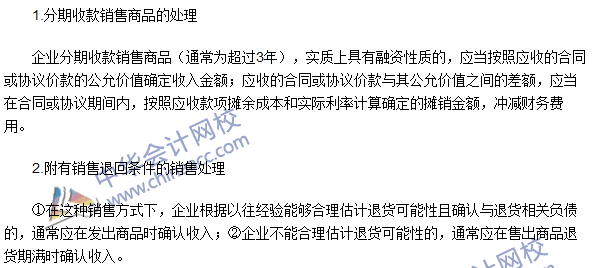 1.分期收款销售商品的处理
企业分期收款销售商品（通常为超过3年），实质上具有融资性质的，应当按照应收的合同
或协议价款的公允价值确定收入金额；应收的合同或协议价款与其公允价值之间的差额，应当
在合同或协议期间内，按照应收款项摊余成本和实际利率计算确定的摊销金额，冲减财务费
用。
2.附有销售退回条件的销售处理
①在这种销售方式下，企业根据以往经验能够合理估计退货可能性且确认与退货相关负债
的，通常应在发出商品时确认收入；②企业不能合理估计退货可能性的，通常应在售出商品退
货期满时确认收入。
中华会计网校
www.chinaacc.com